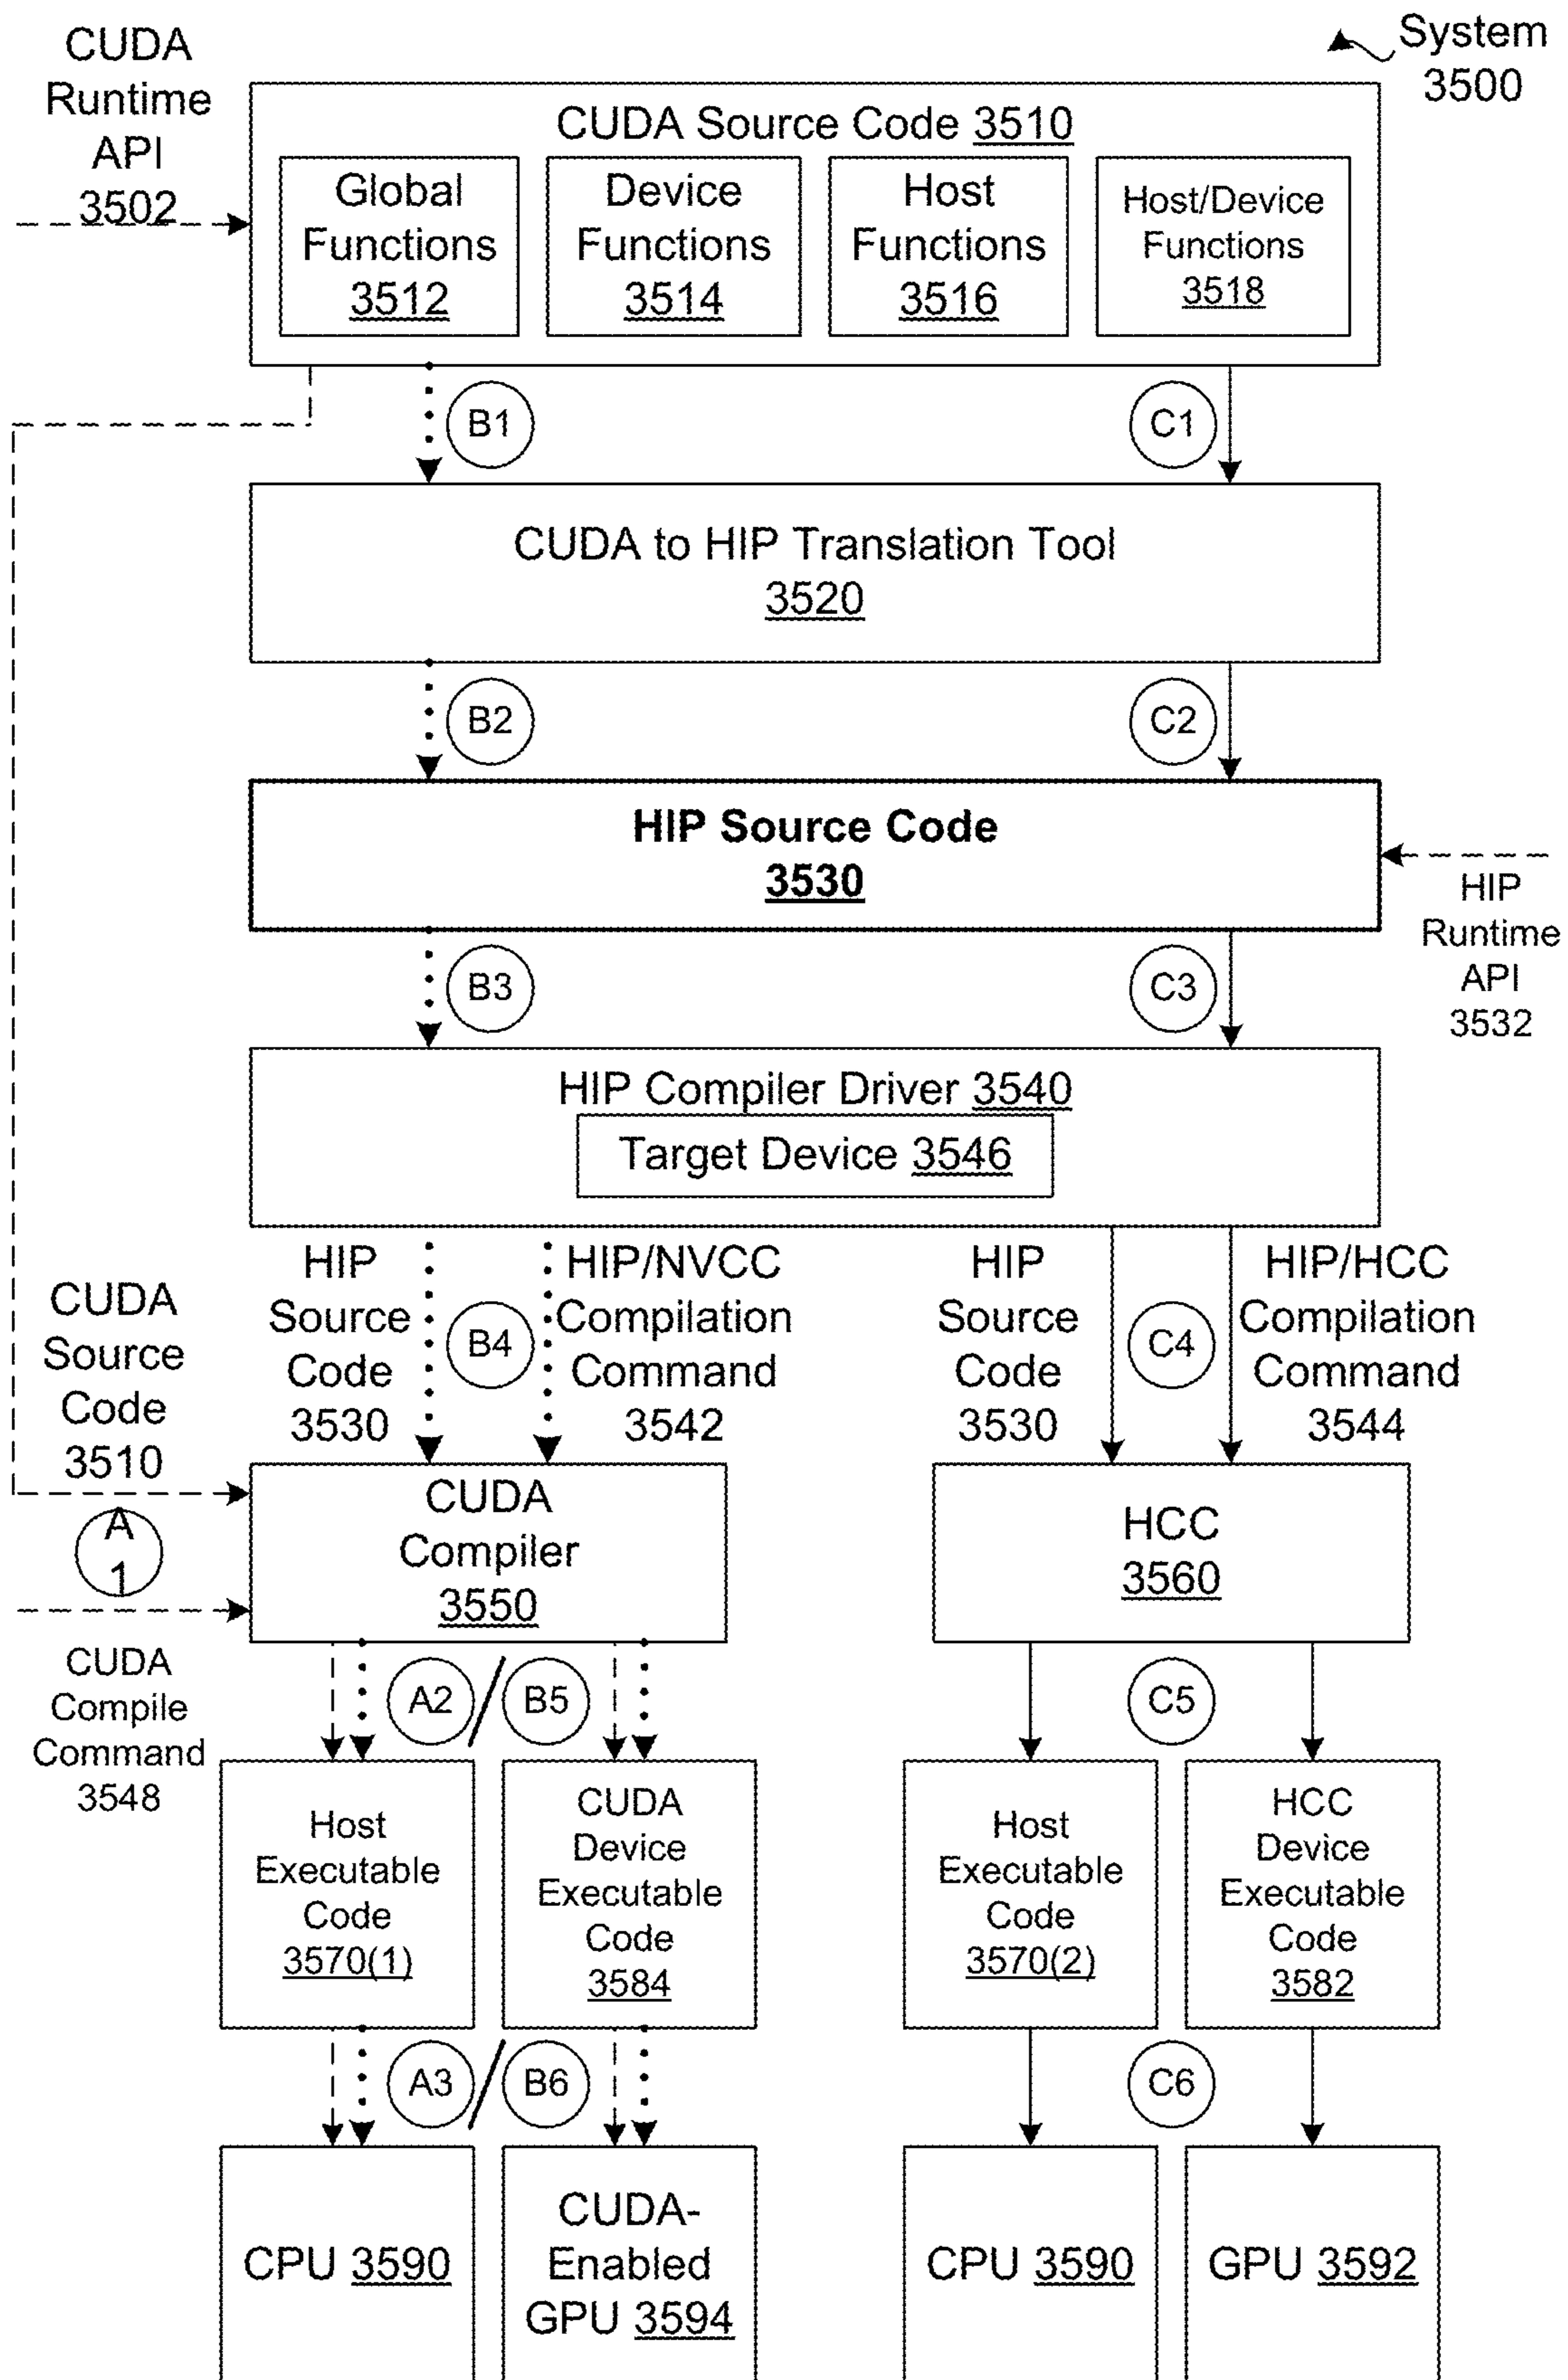 System
3500
CUDA
Runtime
API
3502
CUDA Source Code 3510
Global
Functions
3512
Device
Functions
3514
Host
Functions
3516
Host/Device
Functions
3518
B1
C1
CUDA to HIP Translation Tool
3520
B2
C2
HIP Source Code
3530
HIP
Runtime
API
3532
B3
C3
HIP Compiler Driver 3540
Target Device 3546
CUDA
Source
Code
3510
HIP
Source
Code
3530
B4
HIP/NVCC
Compilation
Command
3542
HIP
Source
Code
3530
C4
HIP/HCC
Compilation
Command
3544
A
1
CUDA
Compiler
3550
HCC
3560
CUDA
Compile
Command
3548
A2
B5
C5
Host
Executable
Code
3570(1)
CUDA
Device
Executable
Code
3584
Host
Executable
Code
3570(2)
HCC
Device
Executable
Code
3582
A3
B6
C6
CPU 3590
CUDA-
Enabled
GPU 3594
CPU 3590
GPU 3592